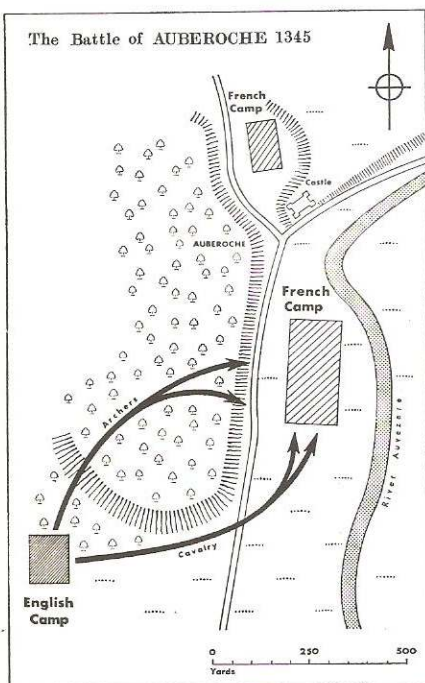 The Battle of AUBEROCHE 1345
French
Camp
Castle
AUBEROCHE
French
Camp
Archers
River Auvezère
Cavalry
English
Camp
0 250 500
Yards